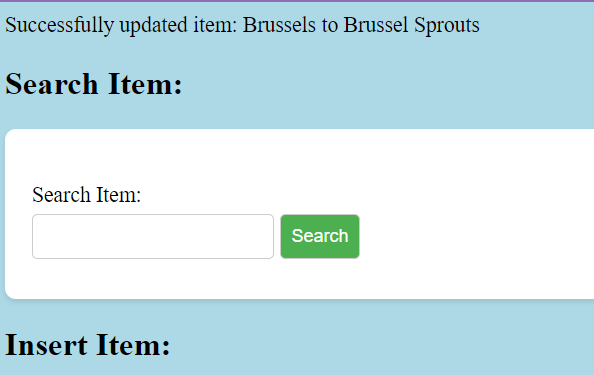 Successfully updated item: Brussels to Brussel Sprouts
Search Item:
Search Item:
Search
Insert Item: